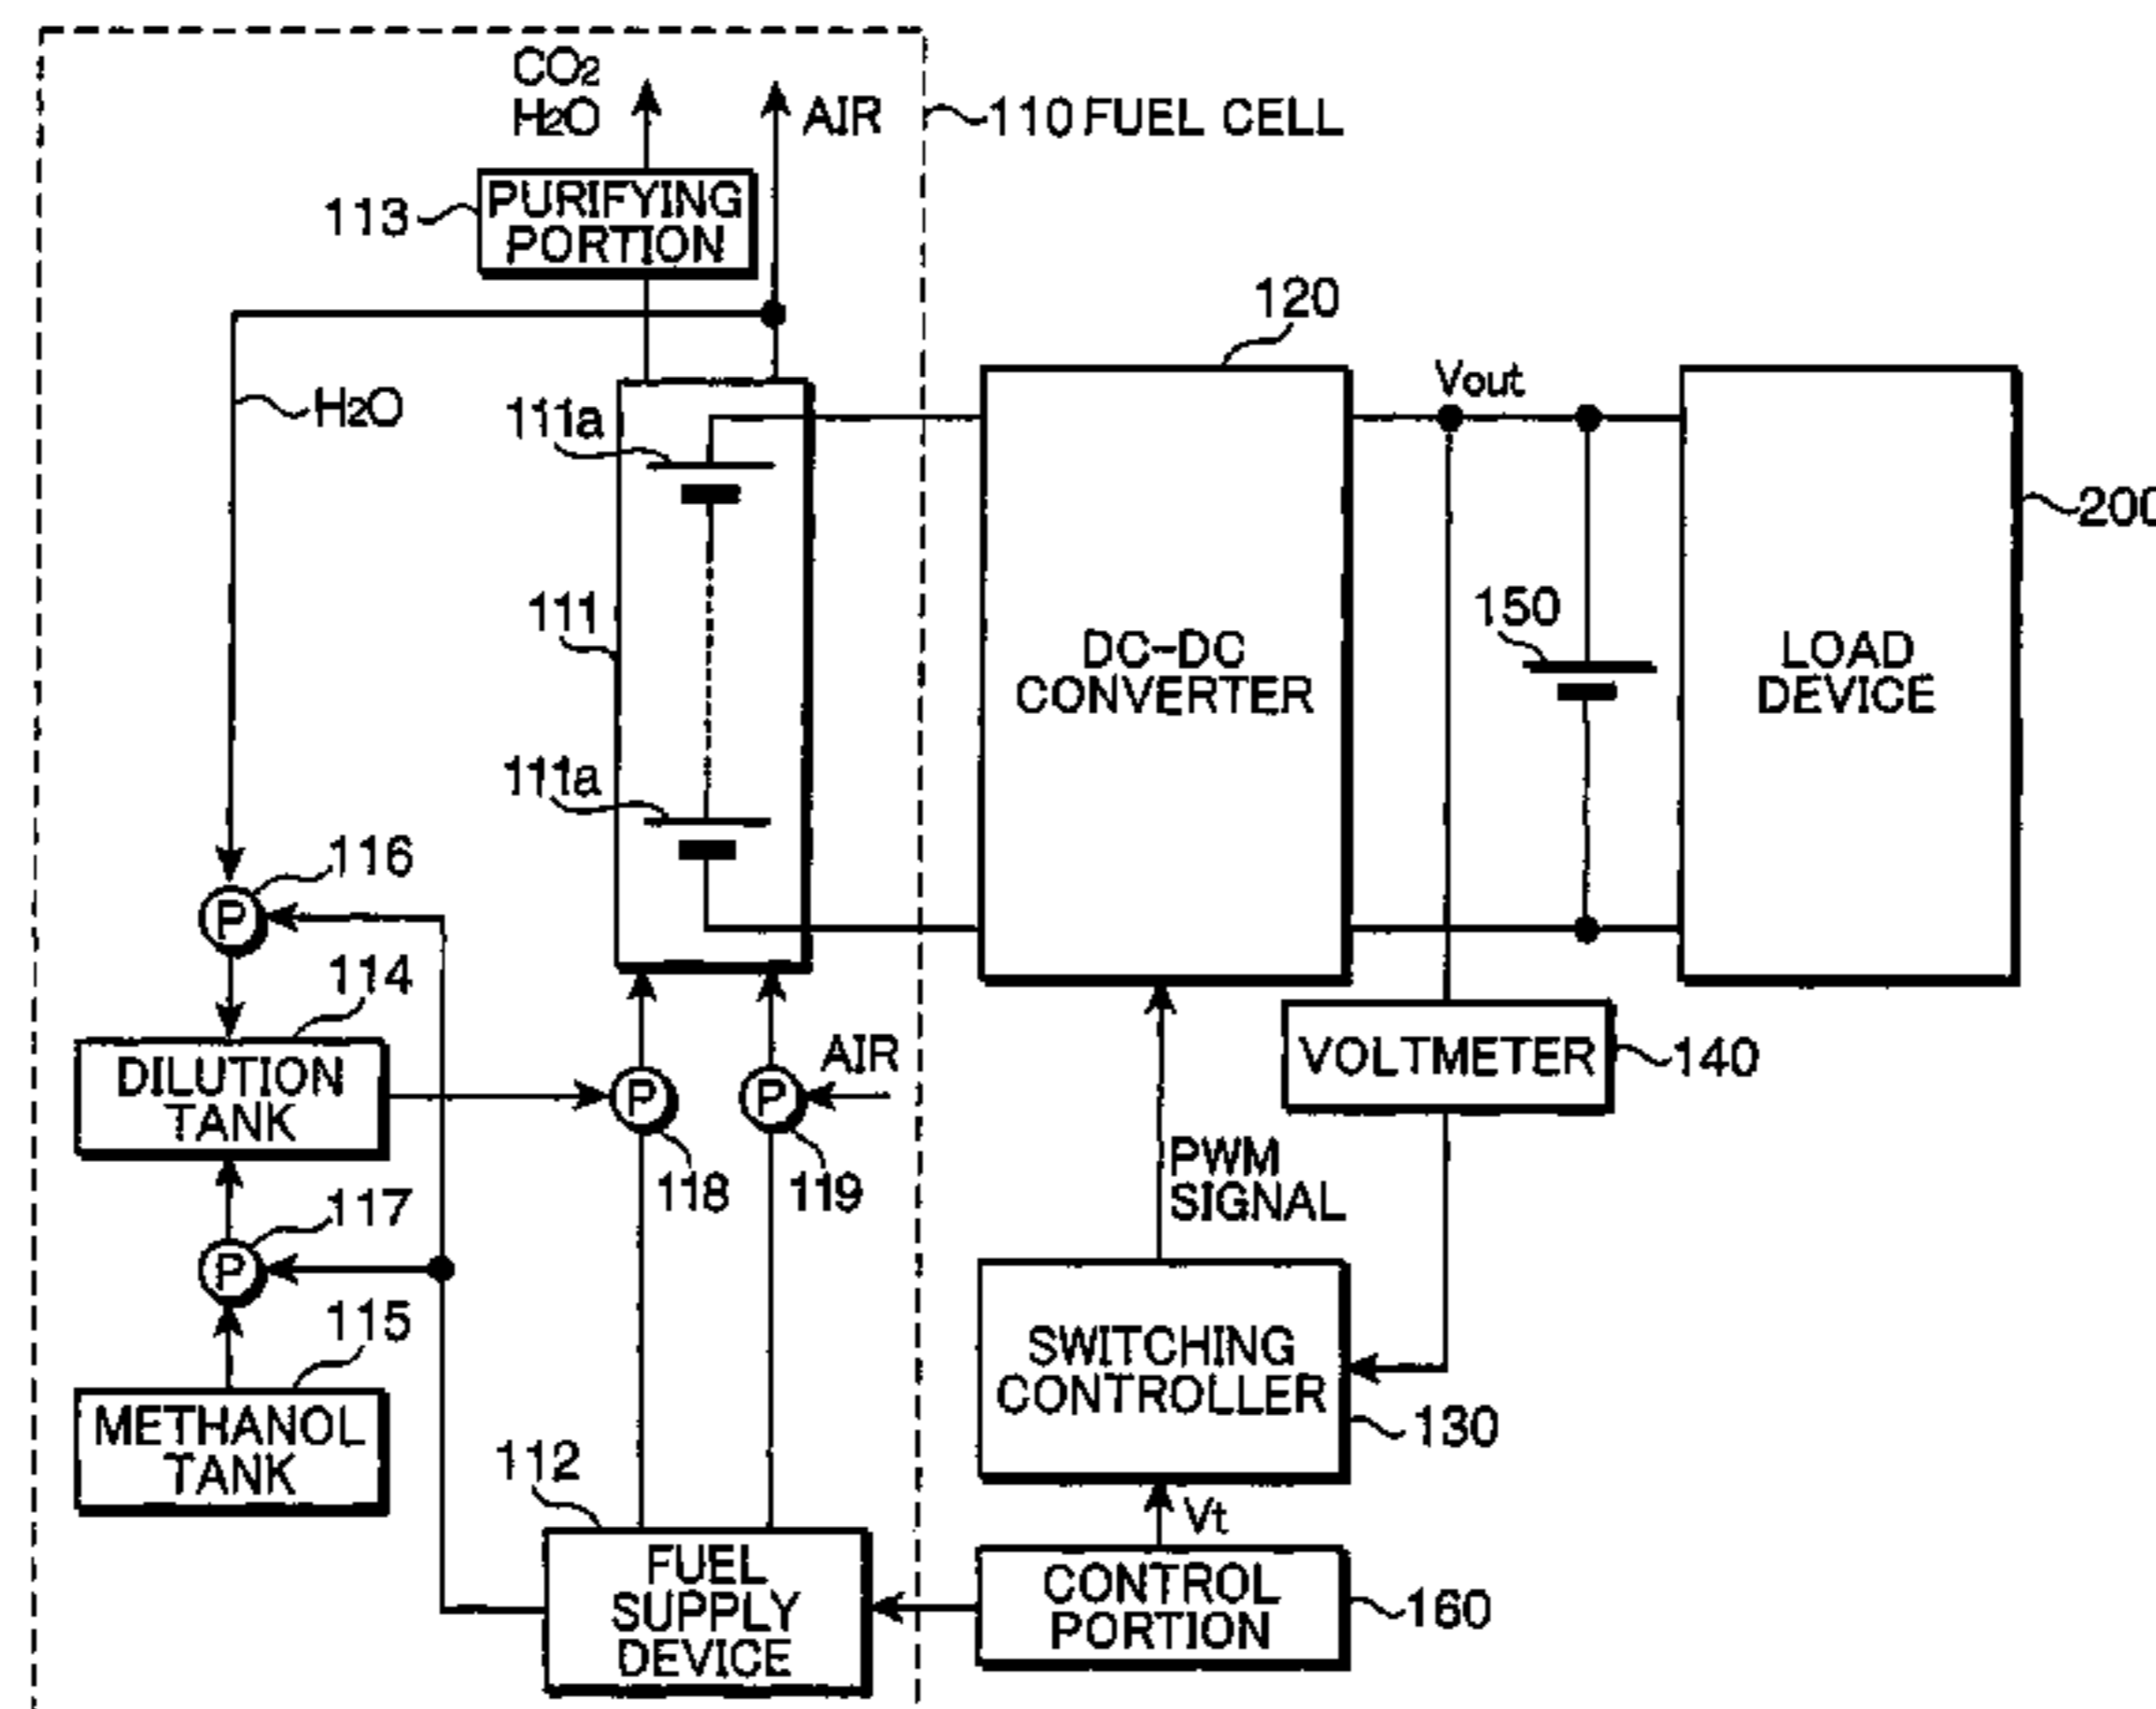 CO2
H2O
AIR
110 FUEL CELL
113
PURIFYING
PORTION
120
H2O
111a
Vout
200
111
150
DC-DC
CONVERTER
LOAD
DEVICE
111a
116
P
114
DILUTION
TANK
P
P
AIR
VOLTMETER
140
118
119
PWM
SIGNAL
117
P
115
METHANOL
TANK
SWITCHING
CONTROLLER
130
112
Vt
FUEL
SUPPLY
DEVICE
CONTROL
PORTION
160